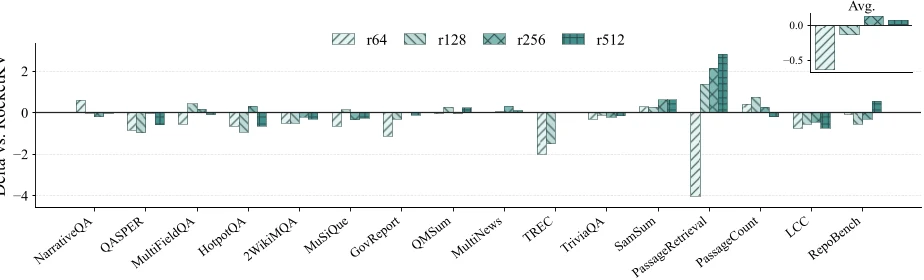 Avg.
0.0
−0.5
r64
r128
r256
r512
Delta vs. RocketKV
2
0
−2
−4
NarrativeQA
QASPER
MultiFieldQA
HotpotQA
2WikiMQA
MuSiQue
GovReport
QMSum
MultiNews
TREC
TriviaQA
SamSum
PassageRetrieval
PassageCount
LCC
RepoBench